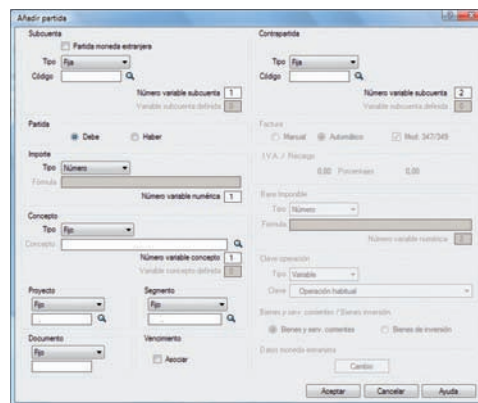 Añadir partida
Subcuenta
Partida moneda extranjera
Tipo Fija
Código
Número variable subcuenta 1
Variable subcuenta definida 0
Partida
Debe Haber
Importe
Tipo Número
Fórmula
Número variable numérica 1
Concepto
Tipo Fijo
Concepto
Número variable concepto 1
Variable concepto definida 0
Proyecto Segmento
Fijo Fijo
Documento Vencimiento
Fijo Asociar
Contrapartida
Tipo Fija
Código
Número variable subcuenta 2
Variable subcuenta definida 0
Factura
Manual Automático Mod. 347/349
I.V.A. / Recargo
0,00 Porcentajes 0,00
Base Imponible
Tipo Número
Fórmula
Número variable numérica
Clave operación
Tipo Variable
Clave Operación habitual
Bienes y serv. corrientes / Bienes inversión
Bienes y serv. corrientes Bienes de inversión
Datos moneda extranjera
Cambio
Aceptar Cancelar Ayuda